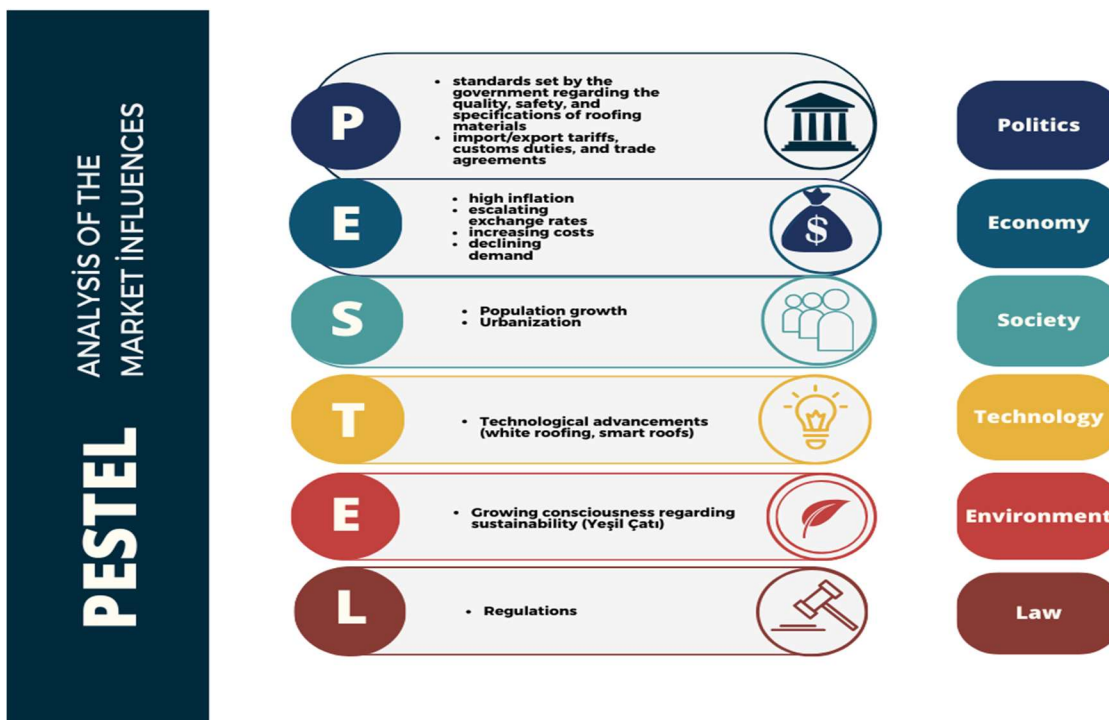 PESTEL
ANALYSİS OF THE
MARKET İNFLUENCES
P
• standards set by the
government regarding the
quality, safety, and
specifications of roofing
materials
• import/export tariffs,
customs duties, and trade
agreements
Politics
E
• high inflation
• escalating
exchange rates
• increasing costs
• declining
demand
$
Economy
S
• Population growth
• Urbanization
Society
T
• Technological advancements
(white roofing, smart roofs)
Technology
E
• Growing consciousness regarding
sustainability (Yeşil Çatı)
Environment
L
• Regulations
Law